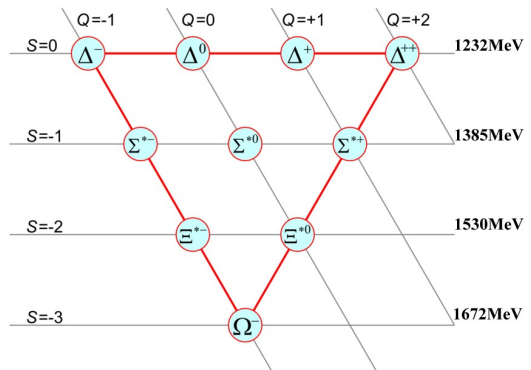 Q=-1 Q=0 Q=+1 Q=+2
S=0 Δ⁻ Δ⁰ Δ⁺ Δ⁺⁺ 1232MeV
S=-1 Σ*⁻ Σ*⁰ Σ*⁺ 1385MeV
S=-2 Ξ*⁻ Ξ*⁰ 1530MeV
S=-3 Ω⁻ 1672MeV